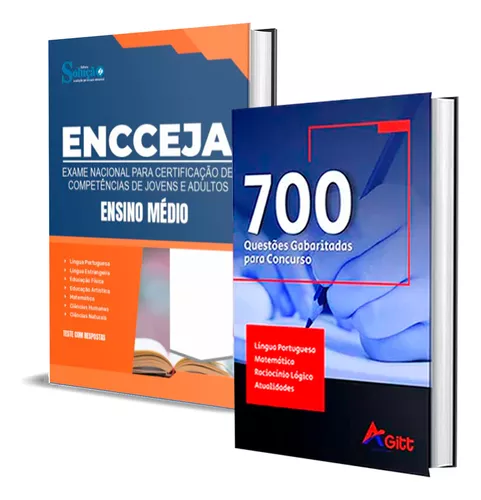 Editora
Solução
ENCCEJA
EXAME NACIONAL PARA CERTIFICAÇÃO DE
COMPETÊNCIAS DE JOVENS E ADULTOS
ENSINO MÉDIO
• Língua Portuguesa
• Língua Estrangeira
• Educação Física
• Educação Artística
• Matemática
• Ciências Humanas
• Ciências Naturais
TESTE COM RESPOSTAS
700
Questões Gabaritadas
para Concurso
Língua Portuguesa
Matemática
Raciocínio Lógico
Atualidades
Gitt